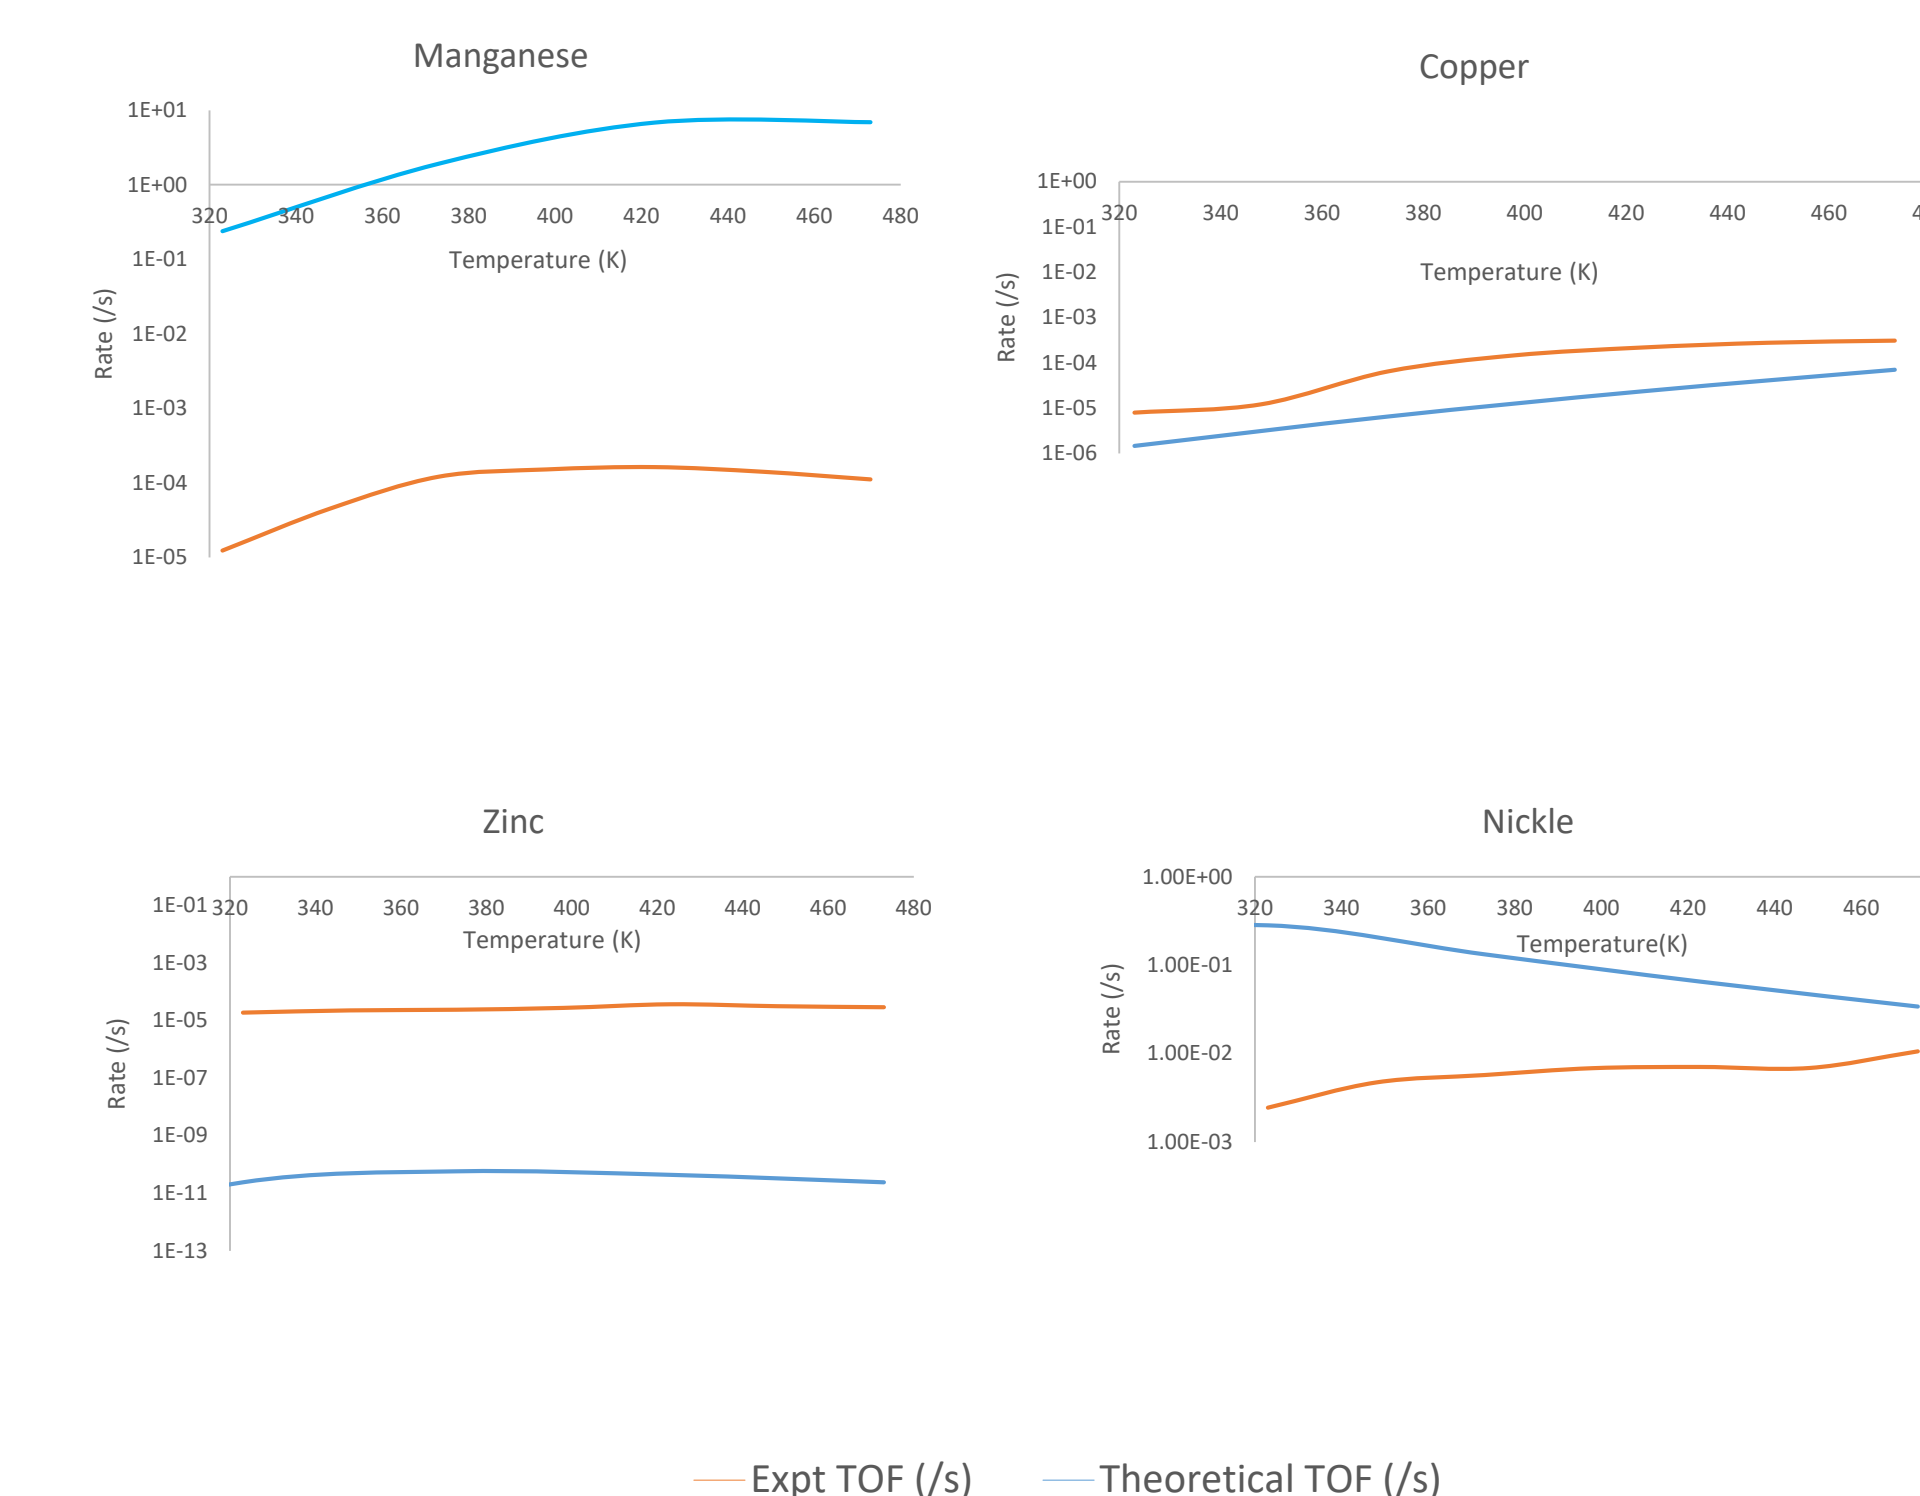 Manganese
1E+01
1E+00
320 340 360 380 400 420 440 460 480
1E-01
Temperature (K)
1E-02
1E-03
1E-04
1E-05
Rate (/s)
Copper
1E+00
320 340 360 380 400 420 440 460 4
1E-01
1E-02
Temperature (K)
1E-03
1E-04
1E-05
1E-06
Rate (/s)
Zinc
1E-01 320 340 360 380 400 420 440 460 480
Temperature (K)
1E-03
1E-05
1E-07
1E-09
1E-11
1E-13
Rate (/s)
Nickle
1.00E+00
320 340 360 380 400 420 440 460
Temperature(K)
1.00E-01
1.00E-02
1.00E-03
Rate (/s)
Expt TOF (/s) Theoretical TOF (/s)